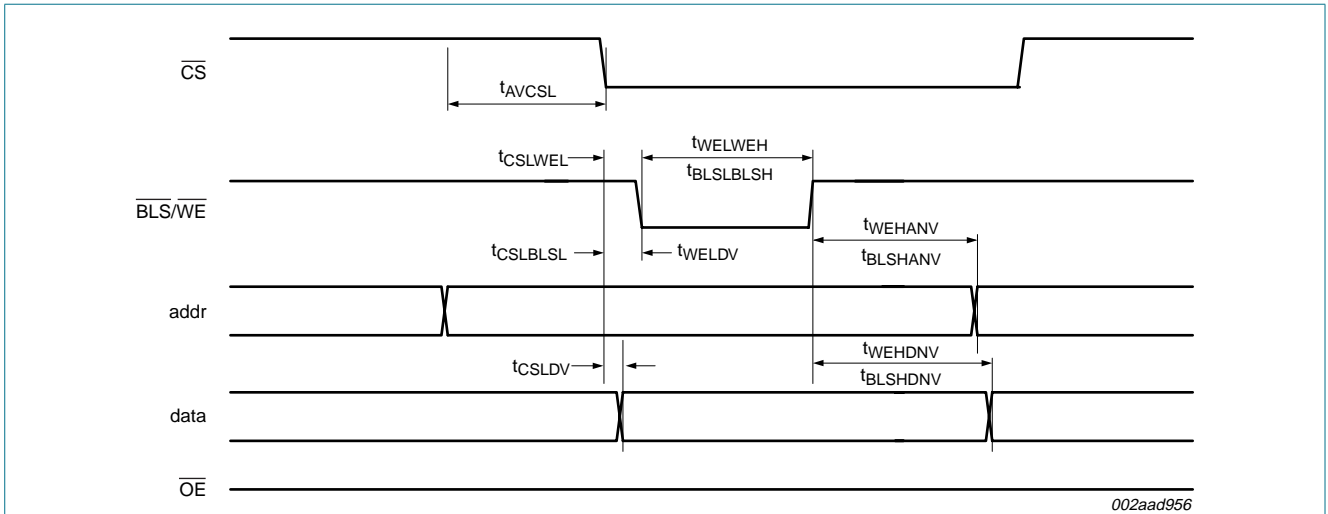 CS
tAVCSL
tCSLWEL
tWELWEH
tBLSLBLSH
BLS/WE
tCSLBLSL
tWELDV
tWEHANV
tBLSHANV
addr
tCSLDV
tWEHDNV
tBLSHDNV
data
OE
002aad956